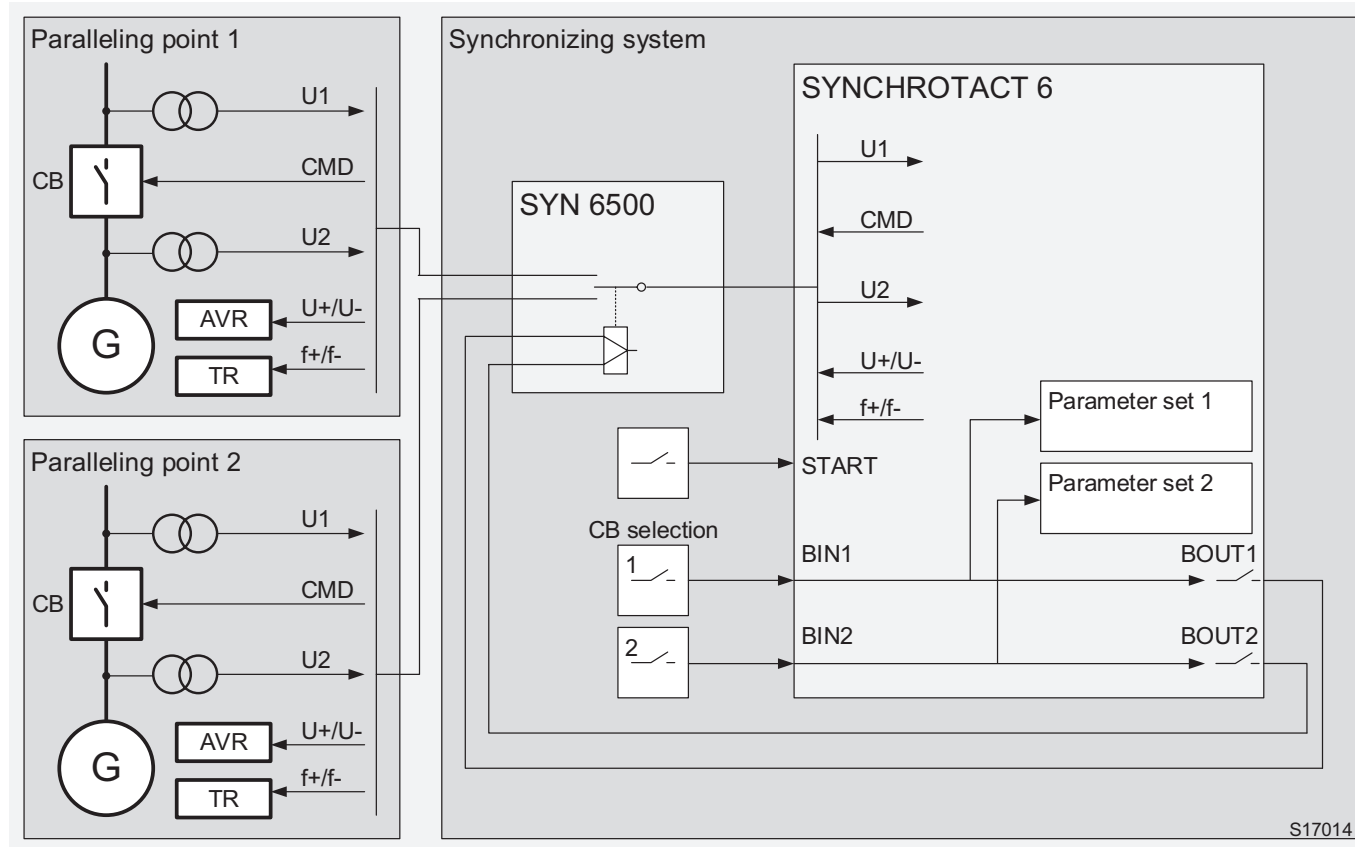 Paralleling point 1
U1
CB
CMD
U2
G
AVR
U+/U-
TR
f+/f-
Paralleling point 2
U1
CB
CMD
U2
G
AVR
U+/U-
TR
f+/f-
Synchronizing system
SYN 6500
SYNCHROTACT 6
U1
CMD
U2
U+/U-
f+/f-
START
Parameter set 1
Parameter set 2
CB selection
1
BIN1
BOUT1
2
BIN2
BOUT2
S17014